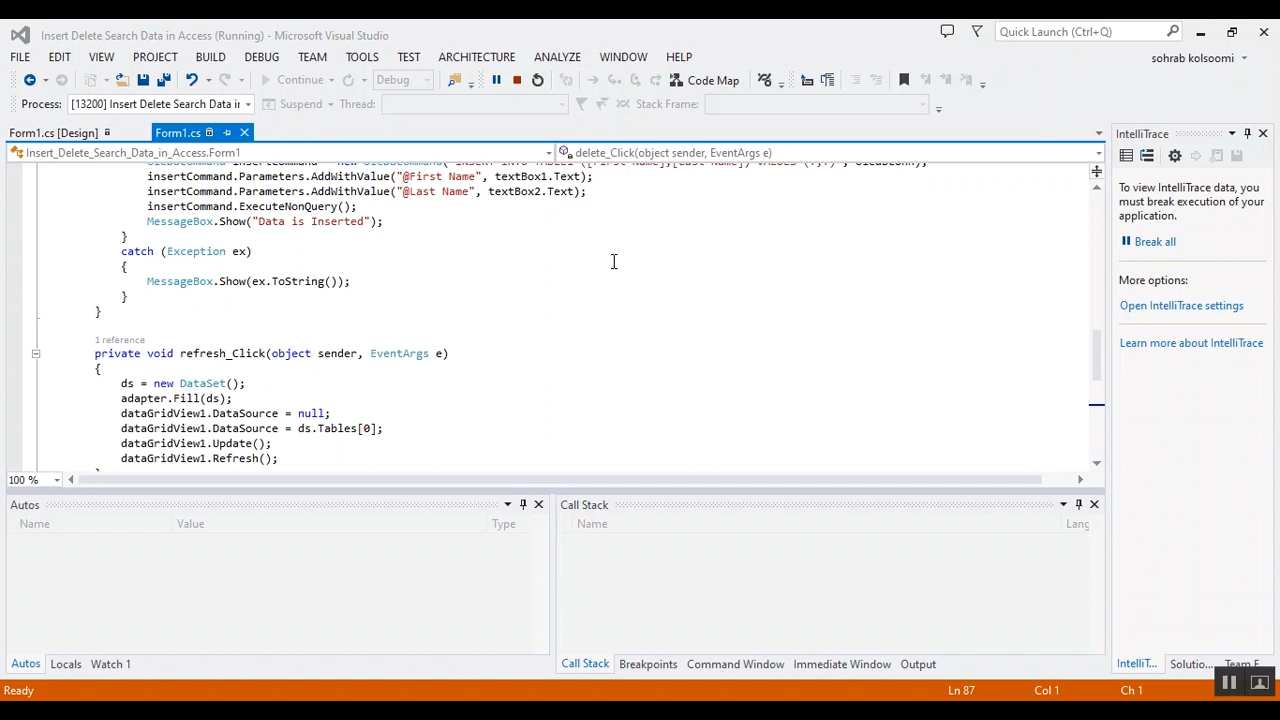 Insert Delete Search Data in Access (Running) - Microsoft Visual Studio
Quick Launch (Ctrl+Q)
FILE EDIT VIEW PROJECT BUILD DEBUG TEAM TOOLS TEST ARCHITECTURE ANALYZE WINDOW HELP
sohrab kolsoomi
Continue Debug Code Map
Process: [13200] Insert Delete Search Data in Suspend Thread: Stack Frame:
Form1.cs [Design] Form1.cs
IntelliTrace
Insert_Delete_Search_Data_in_Access.Form1 delete_Click(object sender, EventArgs e)
insertCommand.Parameters.AddWithValue("@First Name", textBox1.Text);
insertCommand.Parameters.AddWithValue("@Last Name", textBox2.Text);
insertCommand.ExecuteNonQuery();
MessageBox.Show("Data is Inserted");
}
catch (Exception ex)
{
MessageBox.Show(ex.ToString());
}
}
1 reference
private void refresh_Click(object sender, EventArgs e)
{
ds = new DataSet();
adapter.Fill(ds);
dataGridView1.DataSource = null;
dataGridView1.DataSource = ds.Tables[0];
dataGridView1.Update();
dataGridView1.Refresh();
100 %
To view IntelliTrace data, you
must break execution of your
application.
Break all
More options:
Open IntelliTrace settings
Learn more about IntelliTrace
Autos
Name Value Type
Call Stack
Name Lang
Autos Locals Watch 1
Call Stack Breakpoints Command Window Immediate Window Output
IntelliT... Solutio...
Ready Ln 87 Col 1 Ch 1